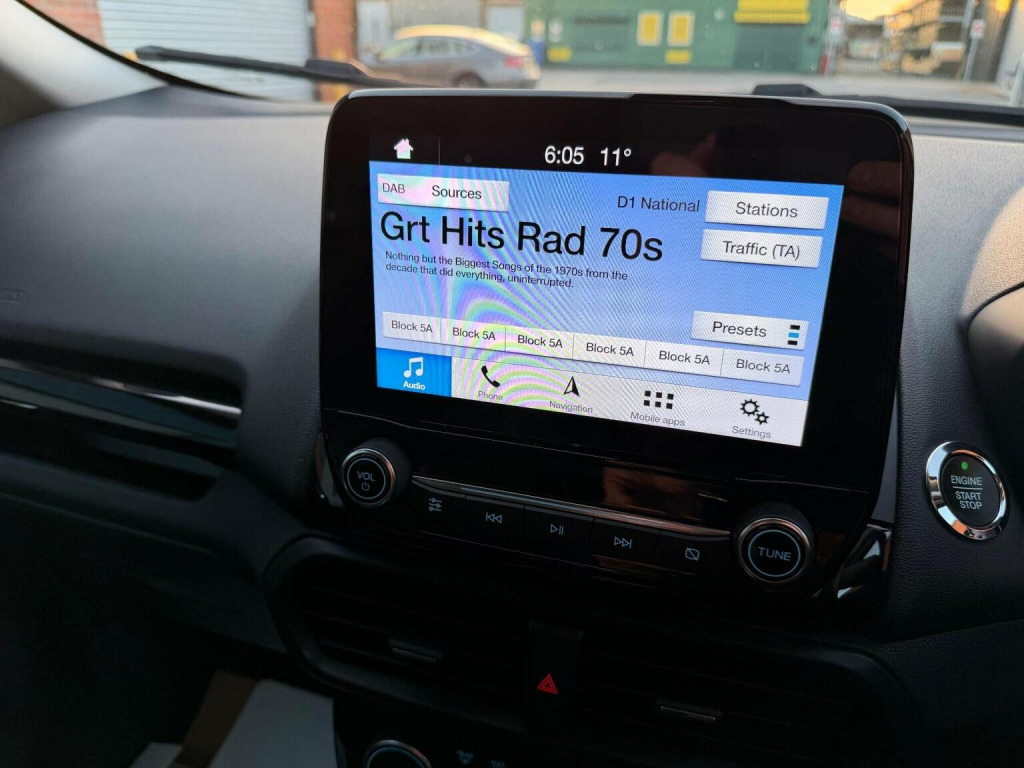 6:05 11°
DAB Sources
D1 National
Stations
Grt Hits Rad 70s
Traffic (TA)
Nothing but the Biggest Songs of the 1970s from the
decade that did everything, uninterrupted.
Presets
Block 5A Block 5A Block 5A Block 5A Block 5A Block 5A
Audio Phone Navigation Mobile apps Settings
VOL
ENGINE
START
STOP
TUNE